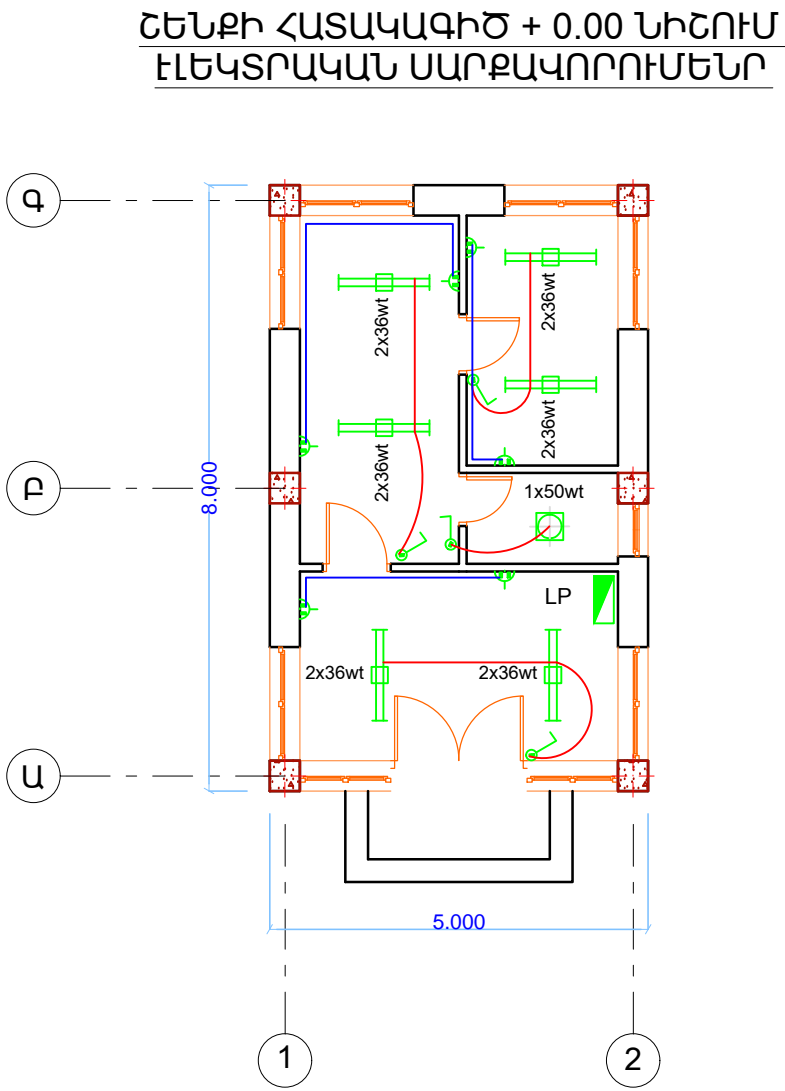 ՇԵՆՔԻ ՀԱՏԱԿԱԳԻԾ + 0.00 ՆԻՇՈՒՄ
ԷԼԵԿՏՐԱԿԱՆ ՍԱՐՔԱՎՈՐՈՒՄԵՆՐ
Գ
2x36wt
2x36wt
2x36wt
2x36wt
Բ
8.000
1x50wt
LP
2x36wt
2x36wt
Ա
5.000
1
2